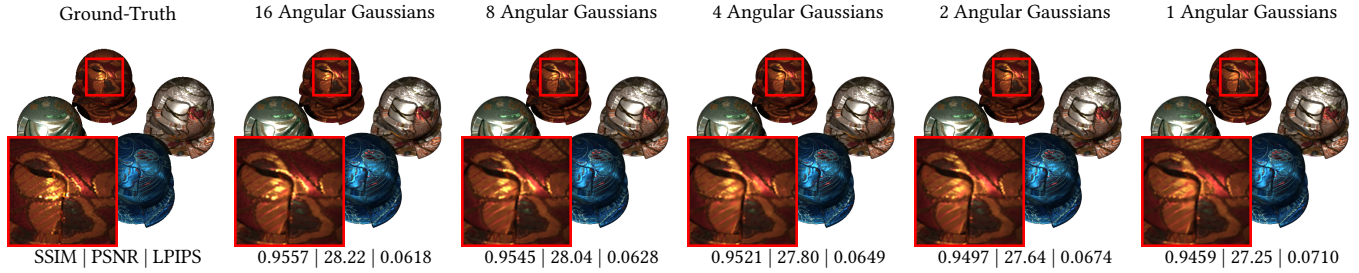 Ground-Truth
16 Angular Gaussians
8 Angular Gaussians
4 Angular Gaussians
2 Angular Gaussians
1 Angular Gaussians
SSIM | PSNR | LPIPS
0.9557 | 28.22 | 0.0618
0.9545 | 28.04 | 0.0628
0.9521 | 27.80 | 0.0649
0.9497 | 27.64 | 0.0674
0.9459 | 27.25 | 0.0710